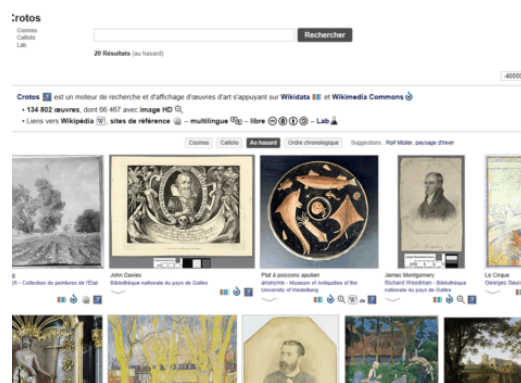 Crotos
Cosmos
Callids
Lab
Rechercher
20 Résultats (au hasard)
-40000
Crotos est un moteur de recherche et d'affichage d'œuvres d'art s'appuyant sur Wikidata et Wikimedia Commons
• 134 802 œuvres, dont 66 467 avec image HD
• Liens vers Wikipédia W, sites de référence – multilingue – libre – Lab
Cosmos Callids Au hasard Ordre chronologique Suggestions : Rolf Müller, paysage d'hiver
John Davies
Plat à poissons apulien
James Montgomery
Le Cirque
- Collection de peintures de l'État
Bibliothèque nationale du pays de Galles
anonyme - Museum of Antiquities of the
University of Heidelberg
Richard Woodman - Bibliothèque
nationale du pays de Galles
Georges Seura
W de